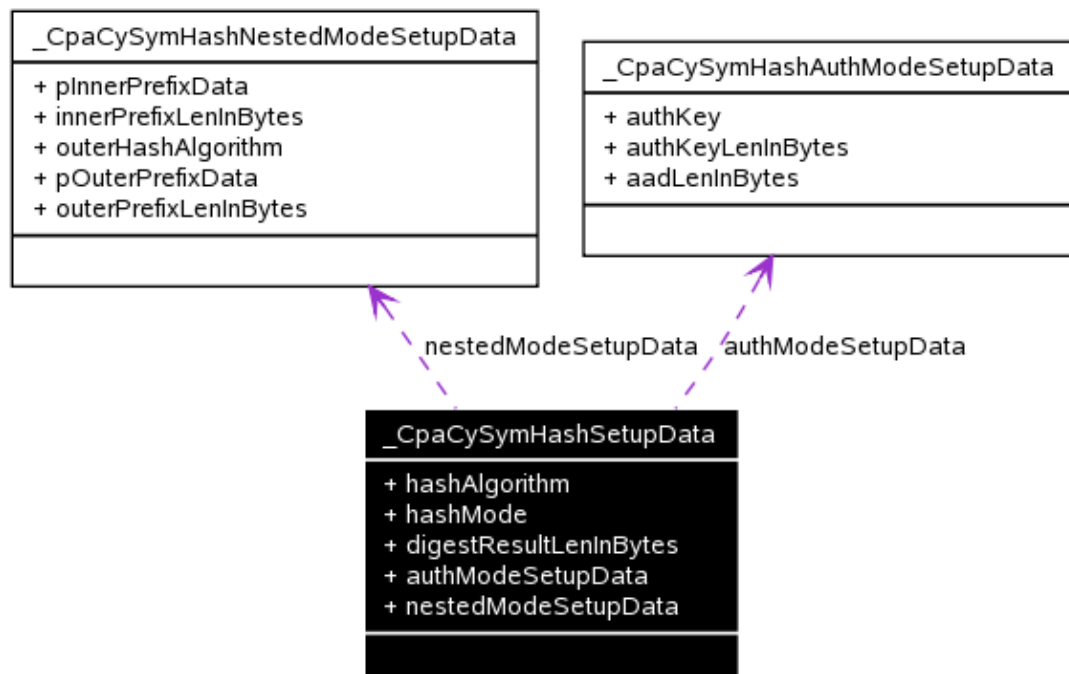 _CpaCySymHashNestedModeSetupData
+ pInnerPrefixData
+ innerPrefixLenInBytes
+ outerHashAlgorithm
+ pOuterPrefixData
+ outerPrefixLenInBytes
_CpaCySymHashAuthModeSetupData
+ authKey
+ authKeyLenInBytes
+ aadLenInBytes
nestedModeSetupData
authModeSetupData
_CpaCySymHashSetupData
+ hashAlgorithm
+ hashMode
+ digestResultLenInBytes
+ authModeSetupData
+ nestedModeSetupData